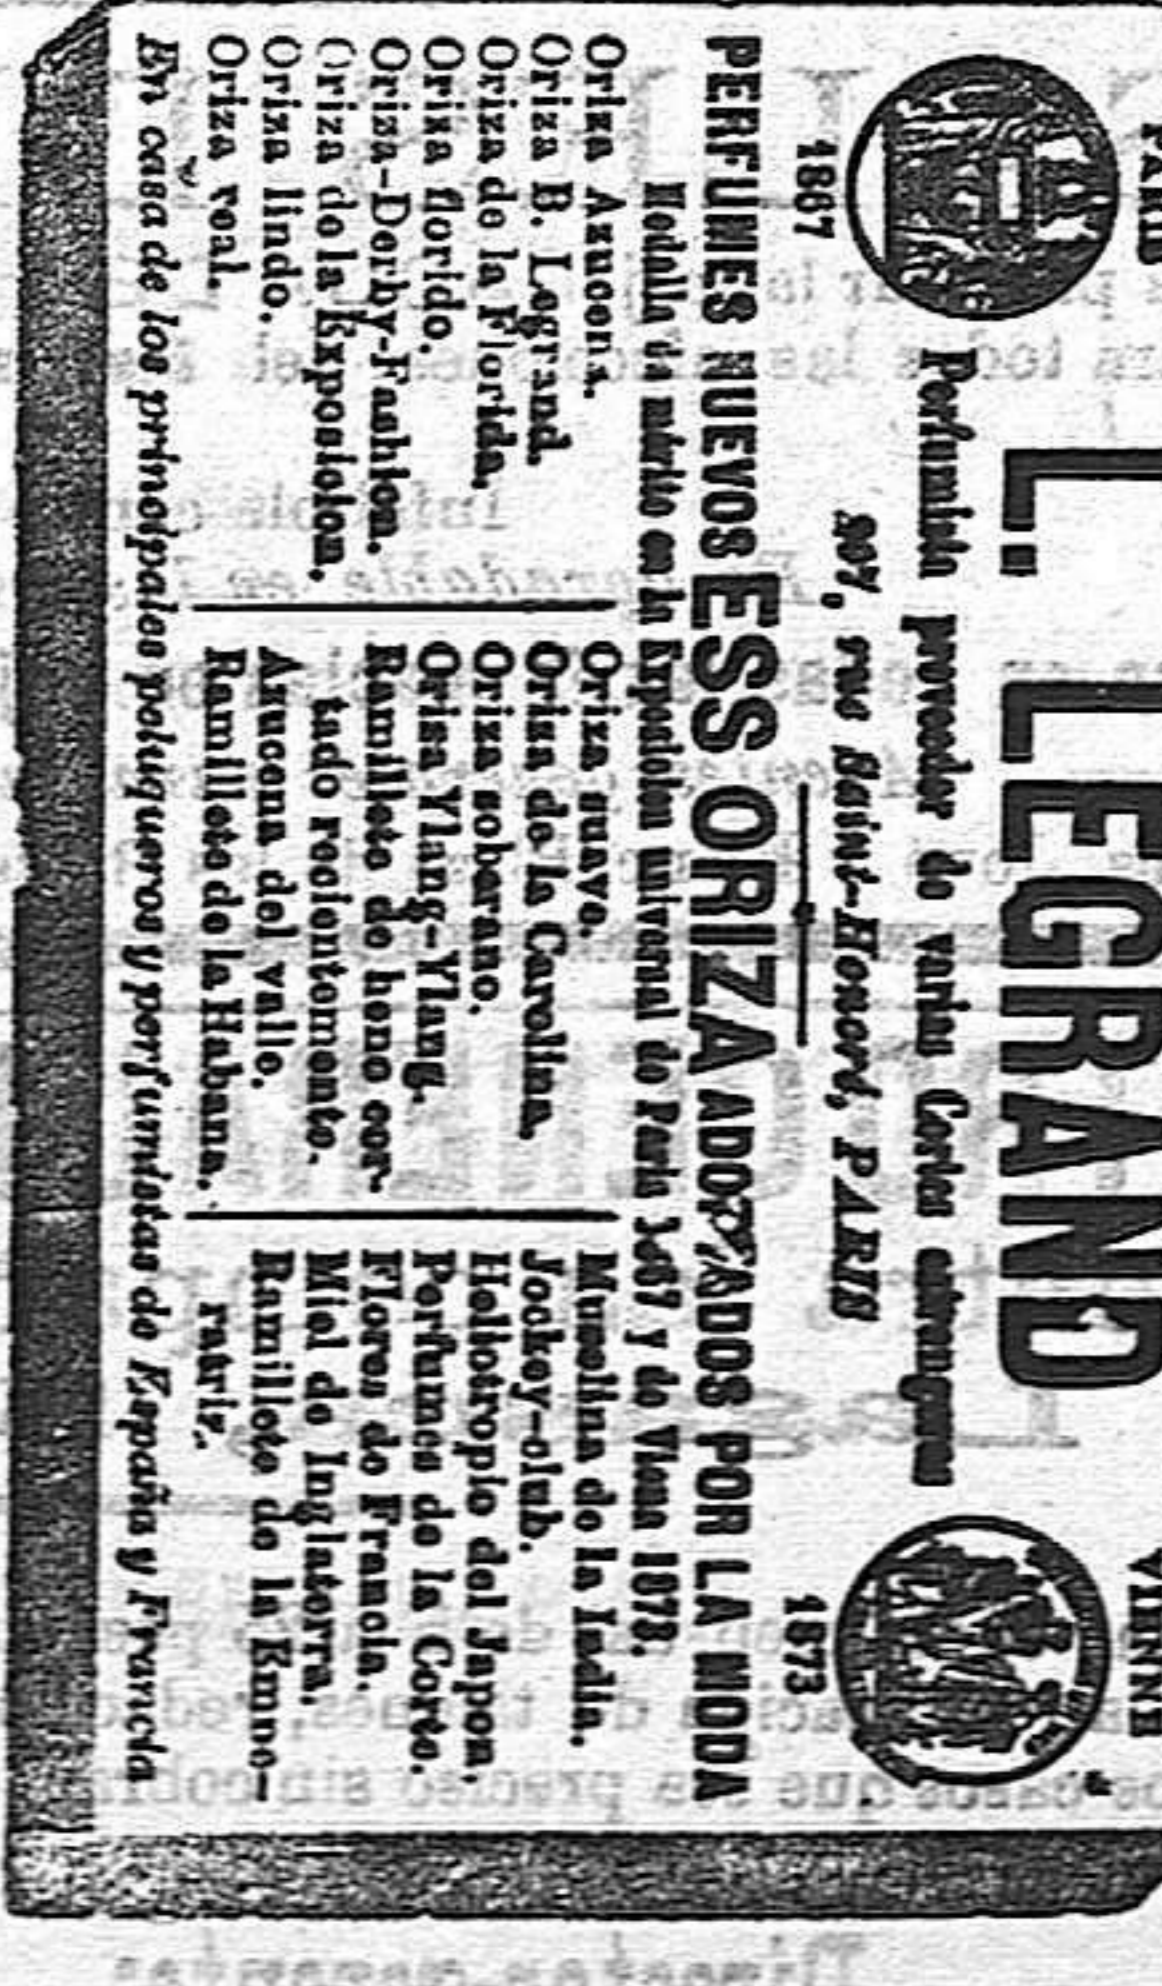 PARIS
VIENNE
L. LEGRAND
1867
1873
Perfumista proveedor de varias Cortes extrangeras
207, rue Saint-Honoré, PARIS
PERFUMES NUEVOS ESS ORIZA ADOPTADOS POR LA MODA
Medalla de mérito en la Exposicion universal de Paris 1867 y de Viena 1873.
Oriza Azucena.
Oriza B. Legrand.
Oriza de la Florida.
Oriza florido.
Oriza-Derby-Fashion.
Oriza de la Exposicion.
Oriza lindo.
Oriza real.
Oriza suave.
Oriza de la Carolina.
Oriza soberano.
Oriza Ylang-Ylang.
Ramillete de heno cor-
tado recientemente.
Azucena del valle.
Ramillete de la Habana.
Muselina de la India.
Jockey-club.
Heliotropio del Japon.
Perfumes de la Corte.
Flores de Francia.
Miel de Inglaterra.
Ramillete de la Empe-
ratriz.
En casa de los principales peluqueros y perfumistas de España y Francia